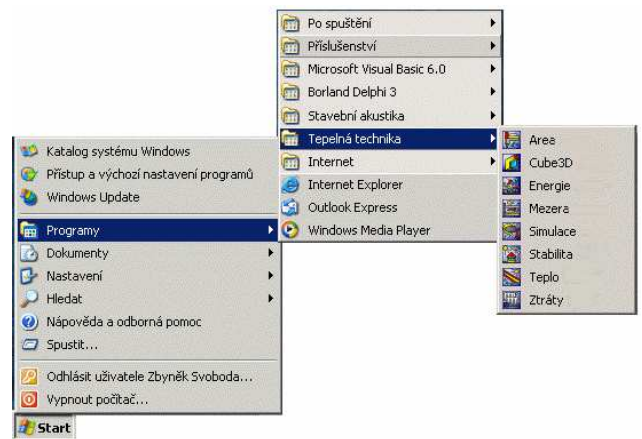 Po spuštění
Příslušenství
Microsoft Visual Basic 6.0
Borland Delphi 3
Stavební akustika
Tepelná technika
Internet
Internet Explorer
Outlook Express
Windows Media Player
Area
Cube3D
Energie
Mezera
Simulace
Stabilita
Teplo
Ztráty
Katalog systému Windows
Přístup a výchozí nastavení programů
Windows Update
Programy
Dokumenty
Nastavení
Hledat
Nápověda a odborná pomoc
Spustit...
Odhlásit uživatele Zbyněk Svoboda...
Vypnout počítač...
Start